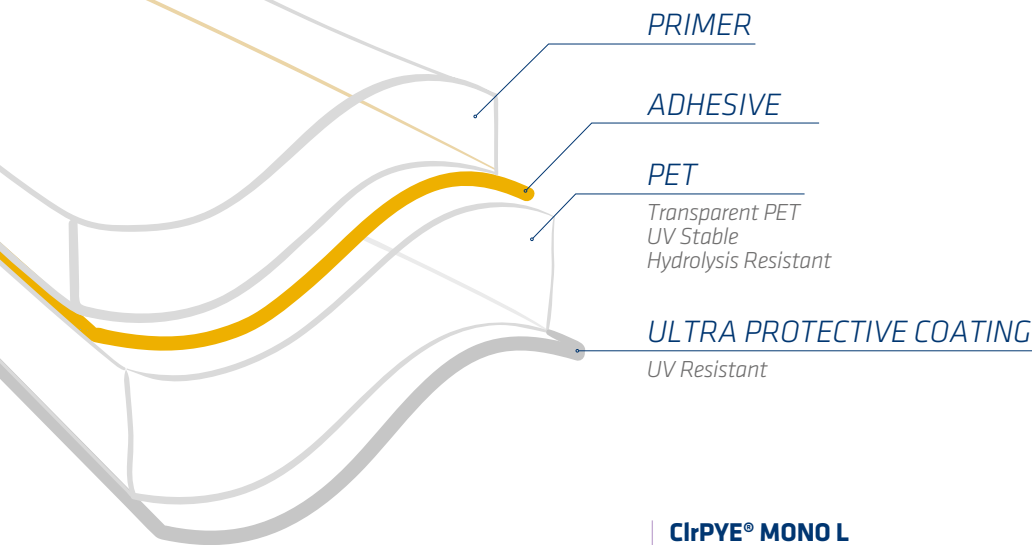 PRIMER
ADHESIVE
PET
Transparent PET
UV Stable
Hydrolysis Resistant
ULTRA PROTECTIVE COATING
UV Resistant
ClrPYE® MONO L